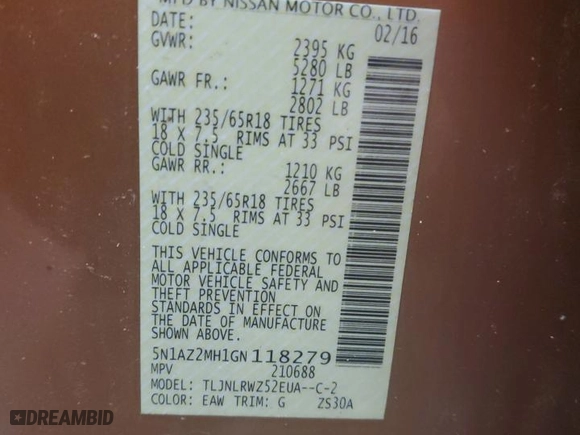 MFD BY NISSAN MOTOR CO., LTD.
DATE: 02/16
GVWR: 2395 KG
5280 LB
GAWR FR.: 1271 KG
2802 LB
WITH 235/65R18 TIRES
18 X 7.5 RIMS AT 33 PSI
COLD SINGLE
GAWR RR.: 1210 KG
2667 LB
WITH 235/65R18 TIRES
18 X 7.5 RIMS AT 33 PSI
COLD SINGLE
THIS VEHICLE CONFORMS TO
ALL APPLICABLE FEDERAL
MOTOR VEHICLE SAFETY AND
THEFT PREVENTION
STANDARDS IN EFFECT ON
THE DATE OF MANUFACTURE
SHOWN ABOVE.
5N1AZ2MH1GN118279
MPV 210688
MODEL: TLJNLRWZ52EUA--C-2
COLOR: EAW TRIM: G ZS30A
DREAMBID